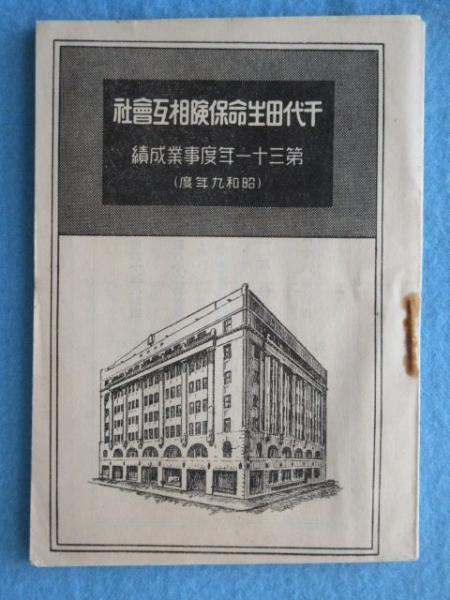 千代田生命保険相互會社
第三十一年度事業成績
(昭和九年度)